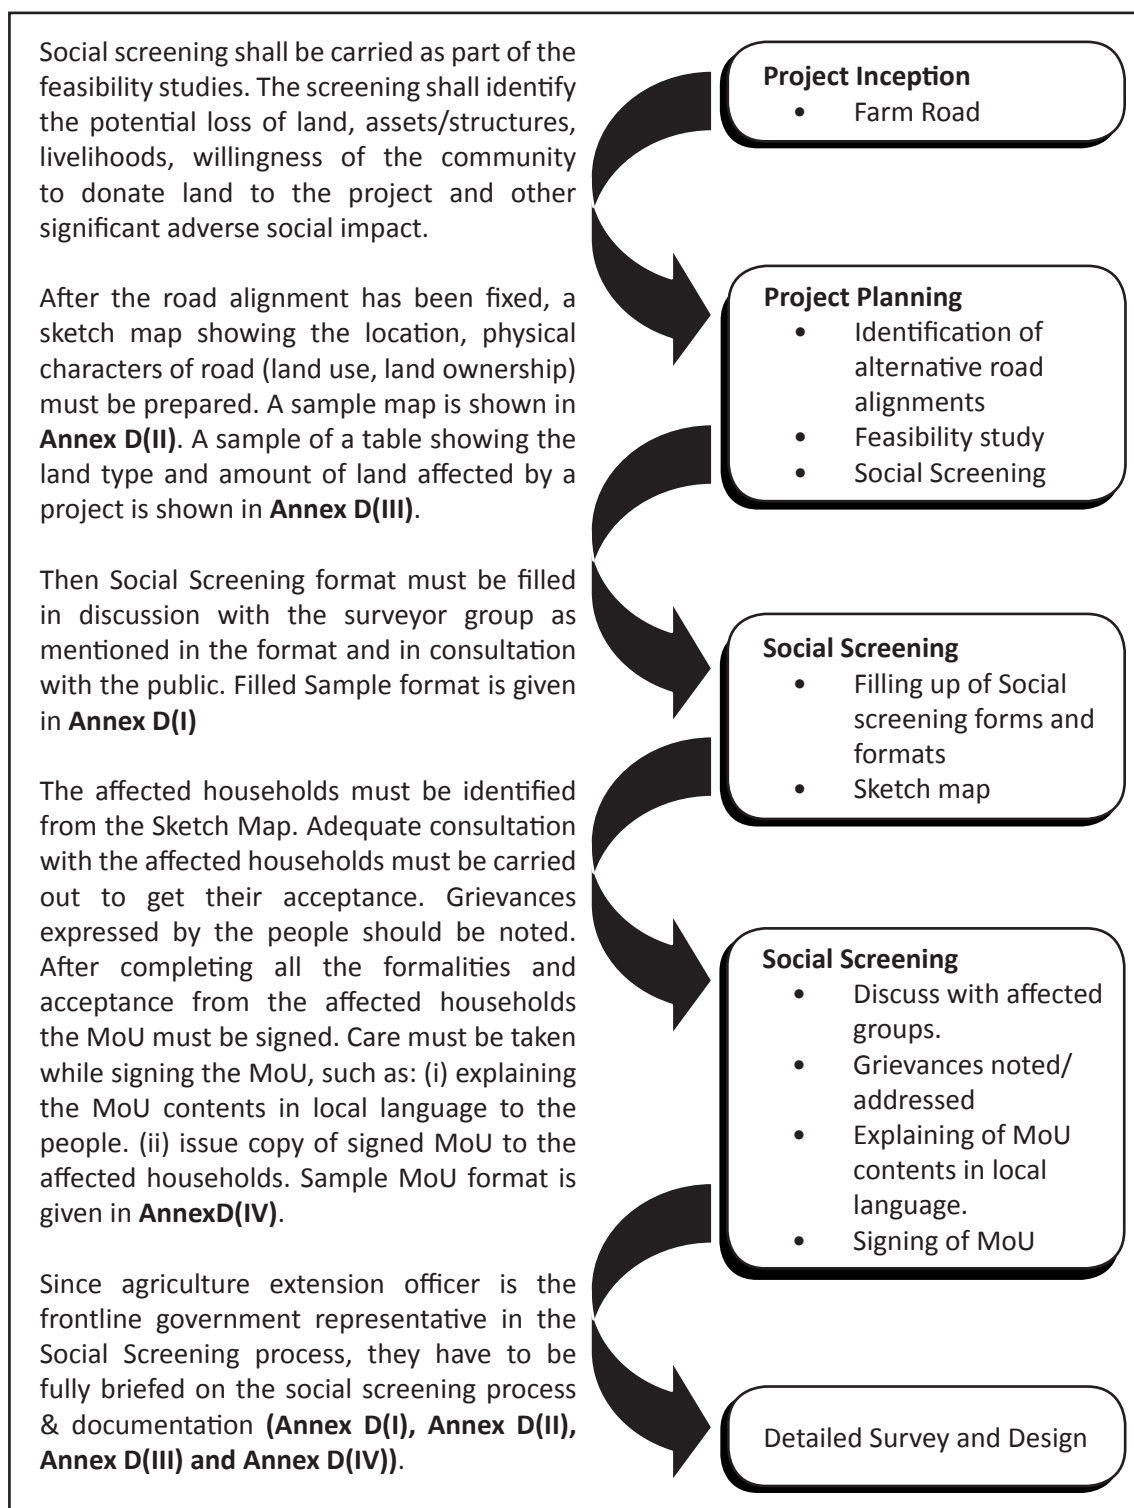 Social screening shall be carried as part of the
feasibility studies. The screening shall identify
the potential loss of land, assets/structures,
livelihoods, willingness of the community
to donate land to the project and other
significant adverse social impact.
After the road alignment has been fixed, a
sketch map showing the location, physical
characters of road (land use, land ownership)
must be prepared. A sample map is shown in
Annex D(II). A sample of a table showing the
land type and amount of land affected by a
project is shown in Annex D(III).
Then Social Screening format must be filled
in discussion with the surveyor group as
mentioned in the format and in consultation
with the public. Filled Sample format is given
in Annex D(I)
The affected households must be identified
from the Sketch Map. Adequate consultation
with the affected households must be carried
out to get their acceptance. Grievances
expressed by the people should be noted.
After completing all the formalities and
acceptance from the affected households
the MoU must be signed. Care must be taken
while signing the MoU, such as: (i) explaining
the MoU contents in local language to the
people. (ii) issue copy of signed MoU to the
affected households. Sample MoU format is
given in AnnexD(IV).
Since agriculture extension officer is the
frontline government representative in the
Social Screening process, they have to be
fully briefed on the social screening process
& documentation (Annex D(I), Annex D(II),
Annex D(III) and Annex D(IV)).
Project Inception
• Farm Road
Project Planning
• Identification of
alternative road
alignments
• Feasibility study
• Social Screening
Social Screening
• Filling up of Social
screening forms and
formats
• Sketch map
Social Screening
• Discuss with affected
groups.
• Grievances noted/
addressed
• Explaining of MoU
contents in local
language.
• Signing of MoU
Detailed Survey and Design